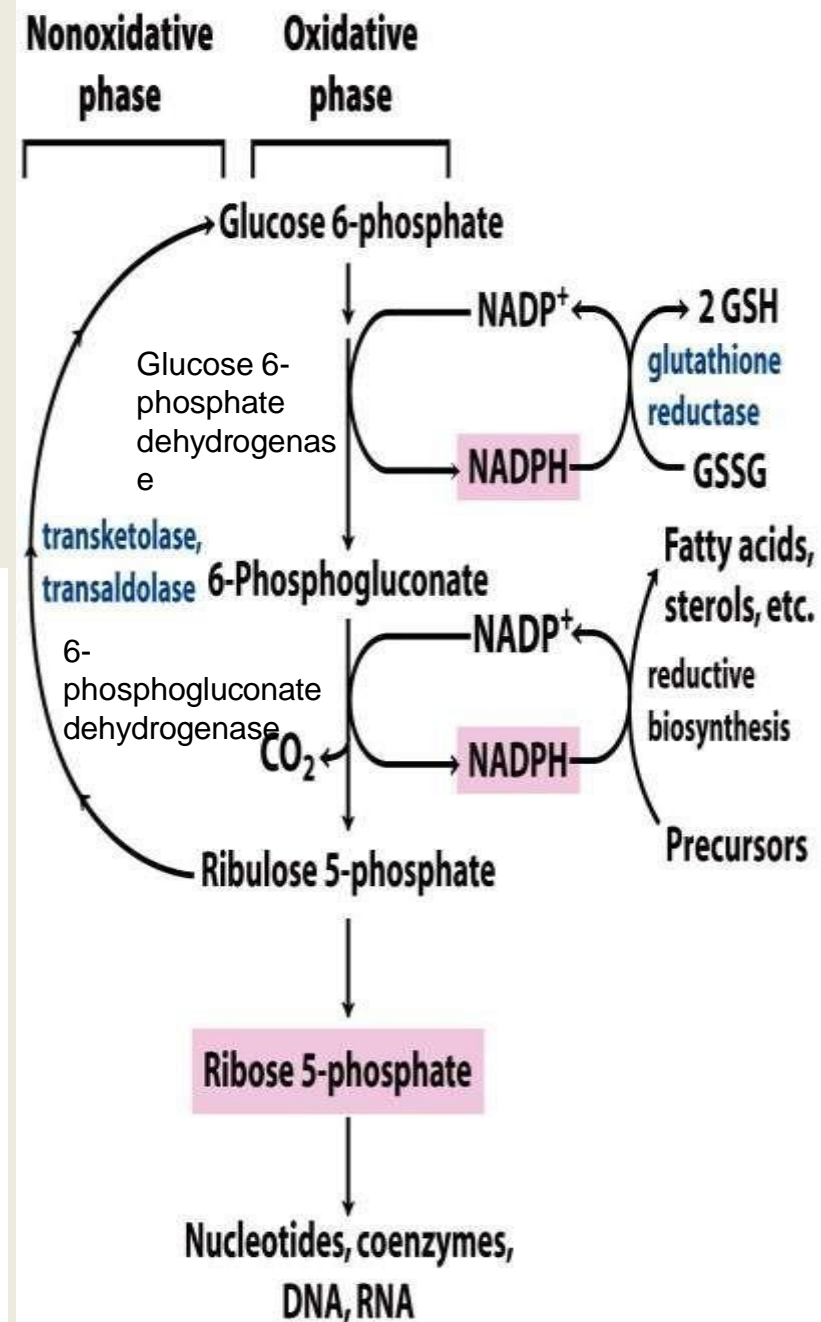 Nonoxidative
phase
Oxidative
phase
Glucose 6-phosphate
NADP⁺
2 GSH
Glucose 6-
phosphate
dehydrogenas
e
glutathione
reductase
NADPH
GSSG
transketolase,
transaldolase
6-Phosphogluconate
Fatty acids,
sterols, etc.
NADP⁺
6-
phosphogluconate
dehydrogenase
reductive
biosynthesis
CO₂
NADPH
Precursors
Ribulose 5-phosphate
Ribose 5-phosphate
Nucleotides, coenzymes,
DNA, RNA